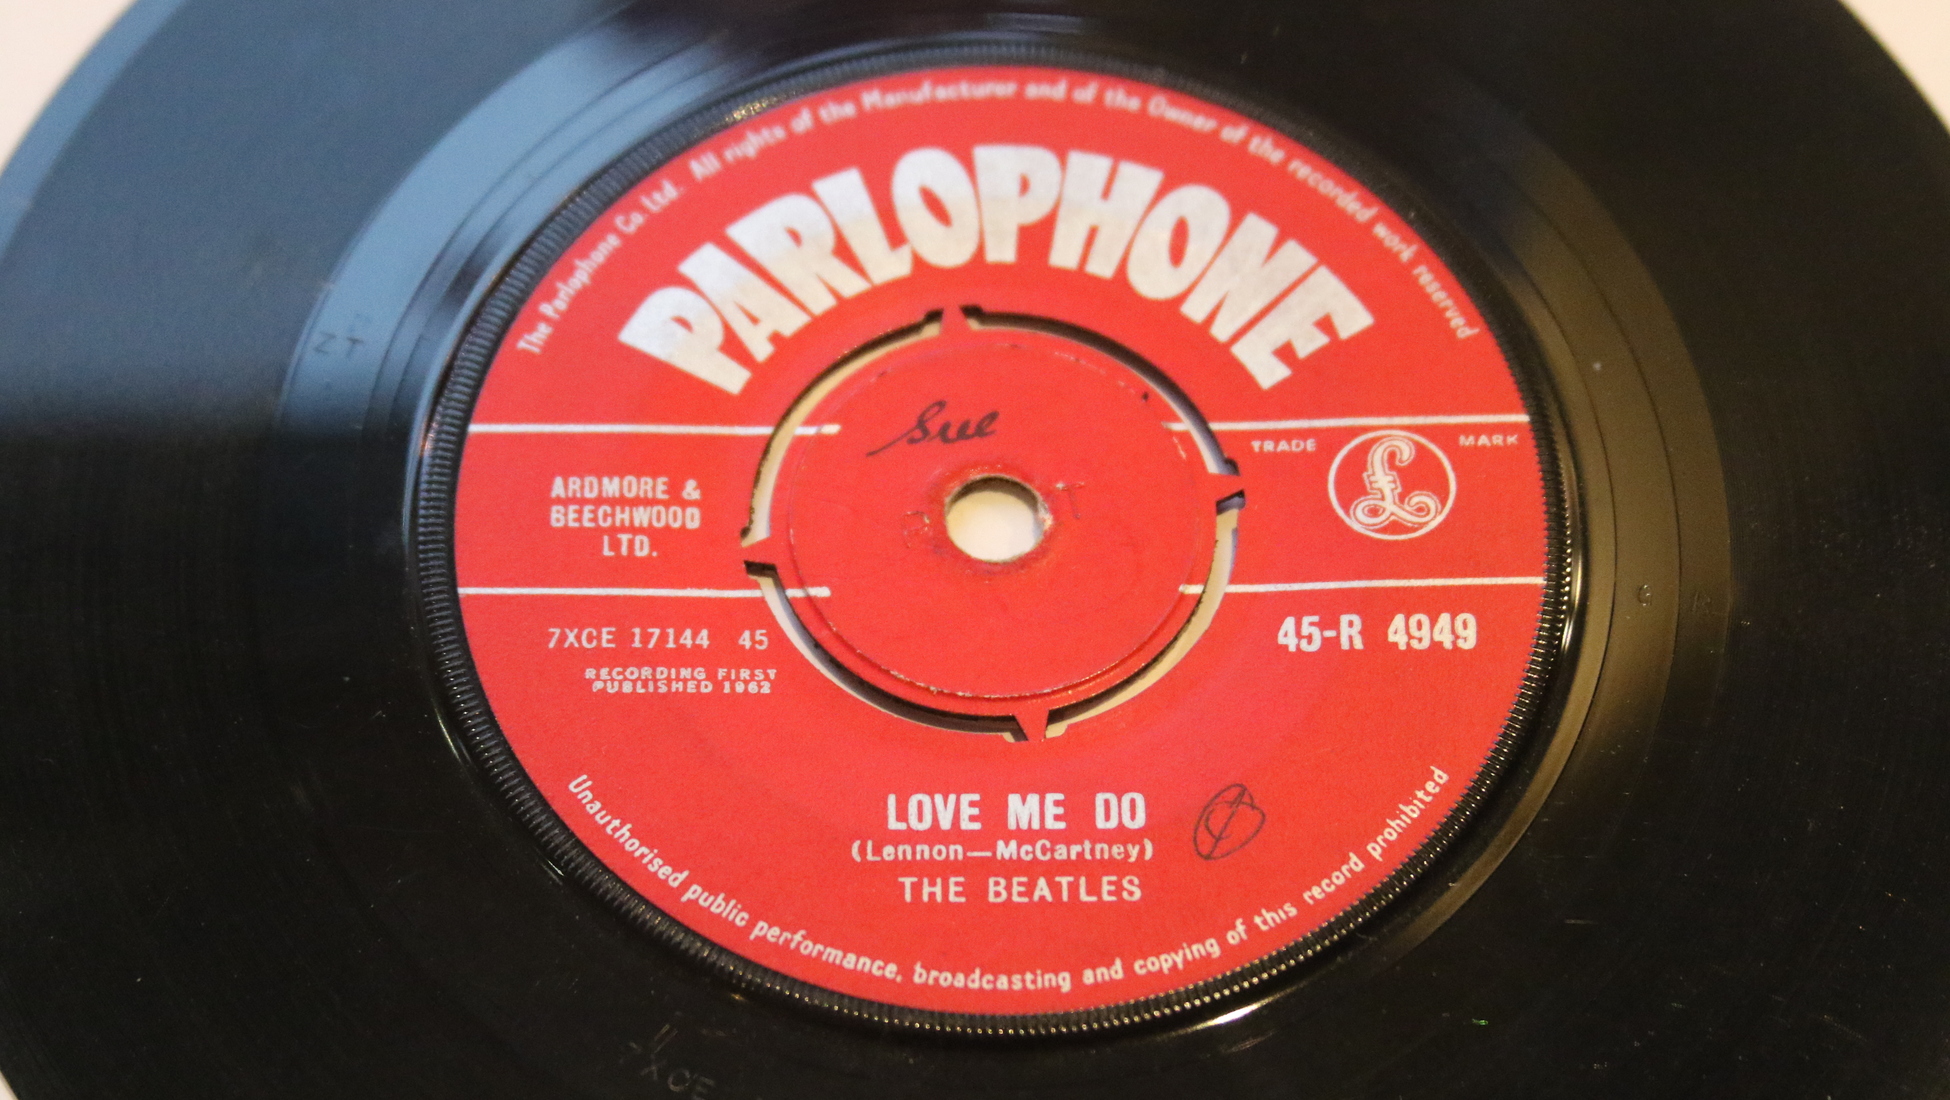 The Parlophone Co. Ltd. All rights of the Manufacturer and of the Owner of the recorded work reserved
PARLOPHONE
Sue
TRADE MARK
£
ARDMORE &
BEECHWOOD
LTD.
7XCE 17144 45
45-R 4949
RECORDING FIRST
PUBLISHED 1962
LOVE ME DO
(Lennon—McCartney)
THE BEATLES
Unauthorised public performance, broadcasting and copying of this record prohibited